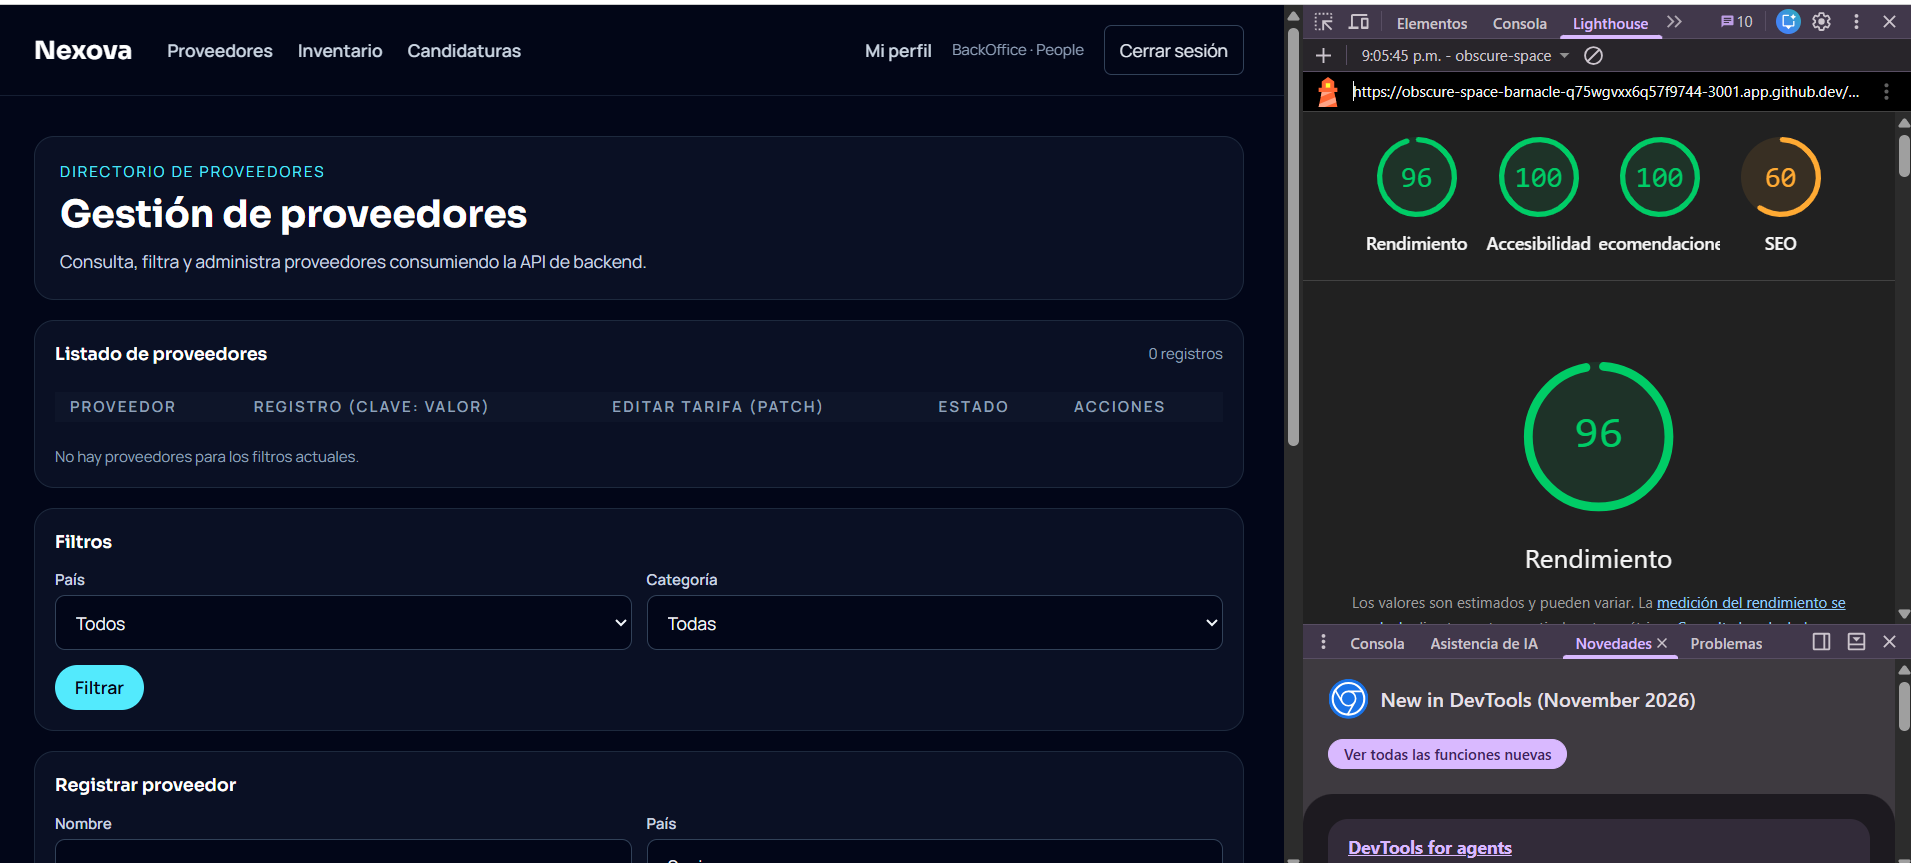 Nexova
Proveedores
Inventario
Candidaturas
Mi perfil
BackOffice · People
Cerrar sesión
DIRECTORIO DE PROVEEDORES
Gestión de proveedores
Consulta, filtra y administra proveedores consumiendo la API de backend.
Listado de proveedores
0 registros
PROVEEDOR
REGISTRO (CLAVE: VALOR)
EDITAR TARIFA (PATCH)
ESTADO
ACCIONES
No hay proveedores para los filtros actuales.
Filtros
País
Categoría
Todos
Todas
Filtrar
Registrar proveedor
Nombre
País
Elementos
Consola
Lighthouse
10
9:05:45 p.m. - obscure-space
https://obscure-space-barnacle-q75wgvxx6q57f9744-3001.app.github.dev/...
96
100
100
60
Rendimiento
Accesibilidad
ecomendacione
SEO
96
Rendimiento
Los valores son estimados y pueden variar. La medición del rendimiento se
Consola
Asistencia de IA
Novedades
Problemas
New in DevTools (November 2026)
Ver todas las funciones nuevas
DevTools for agents